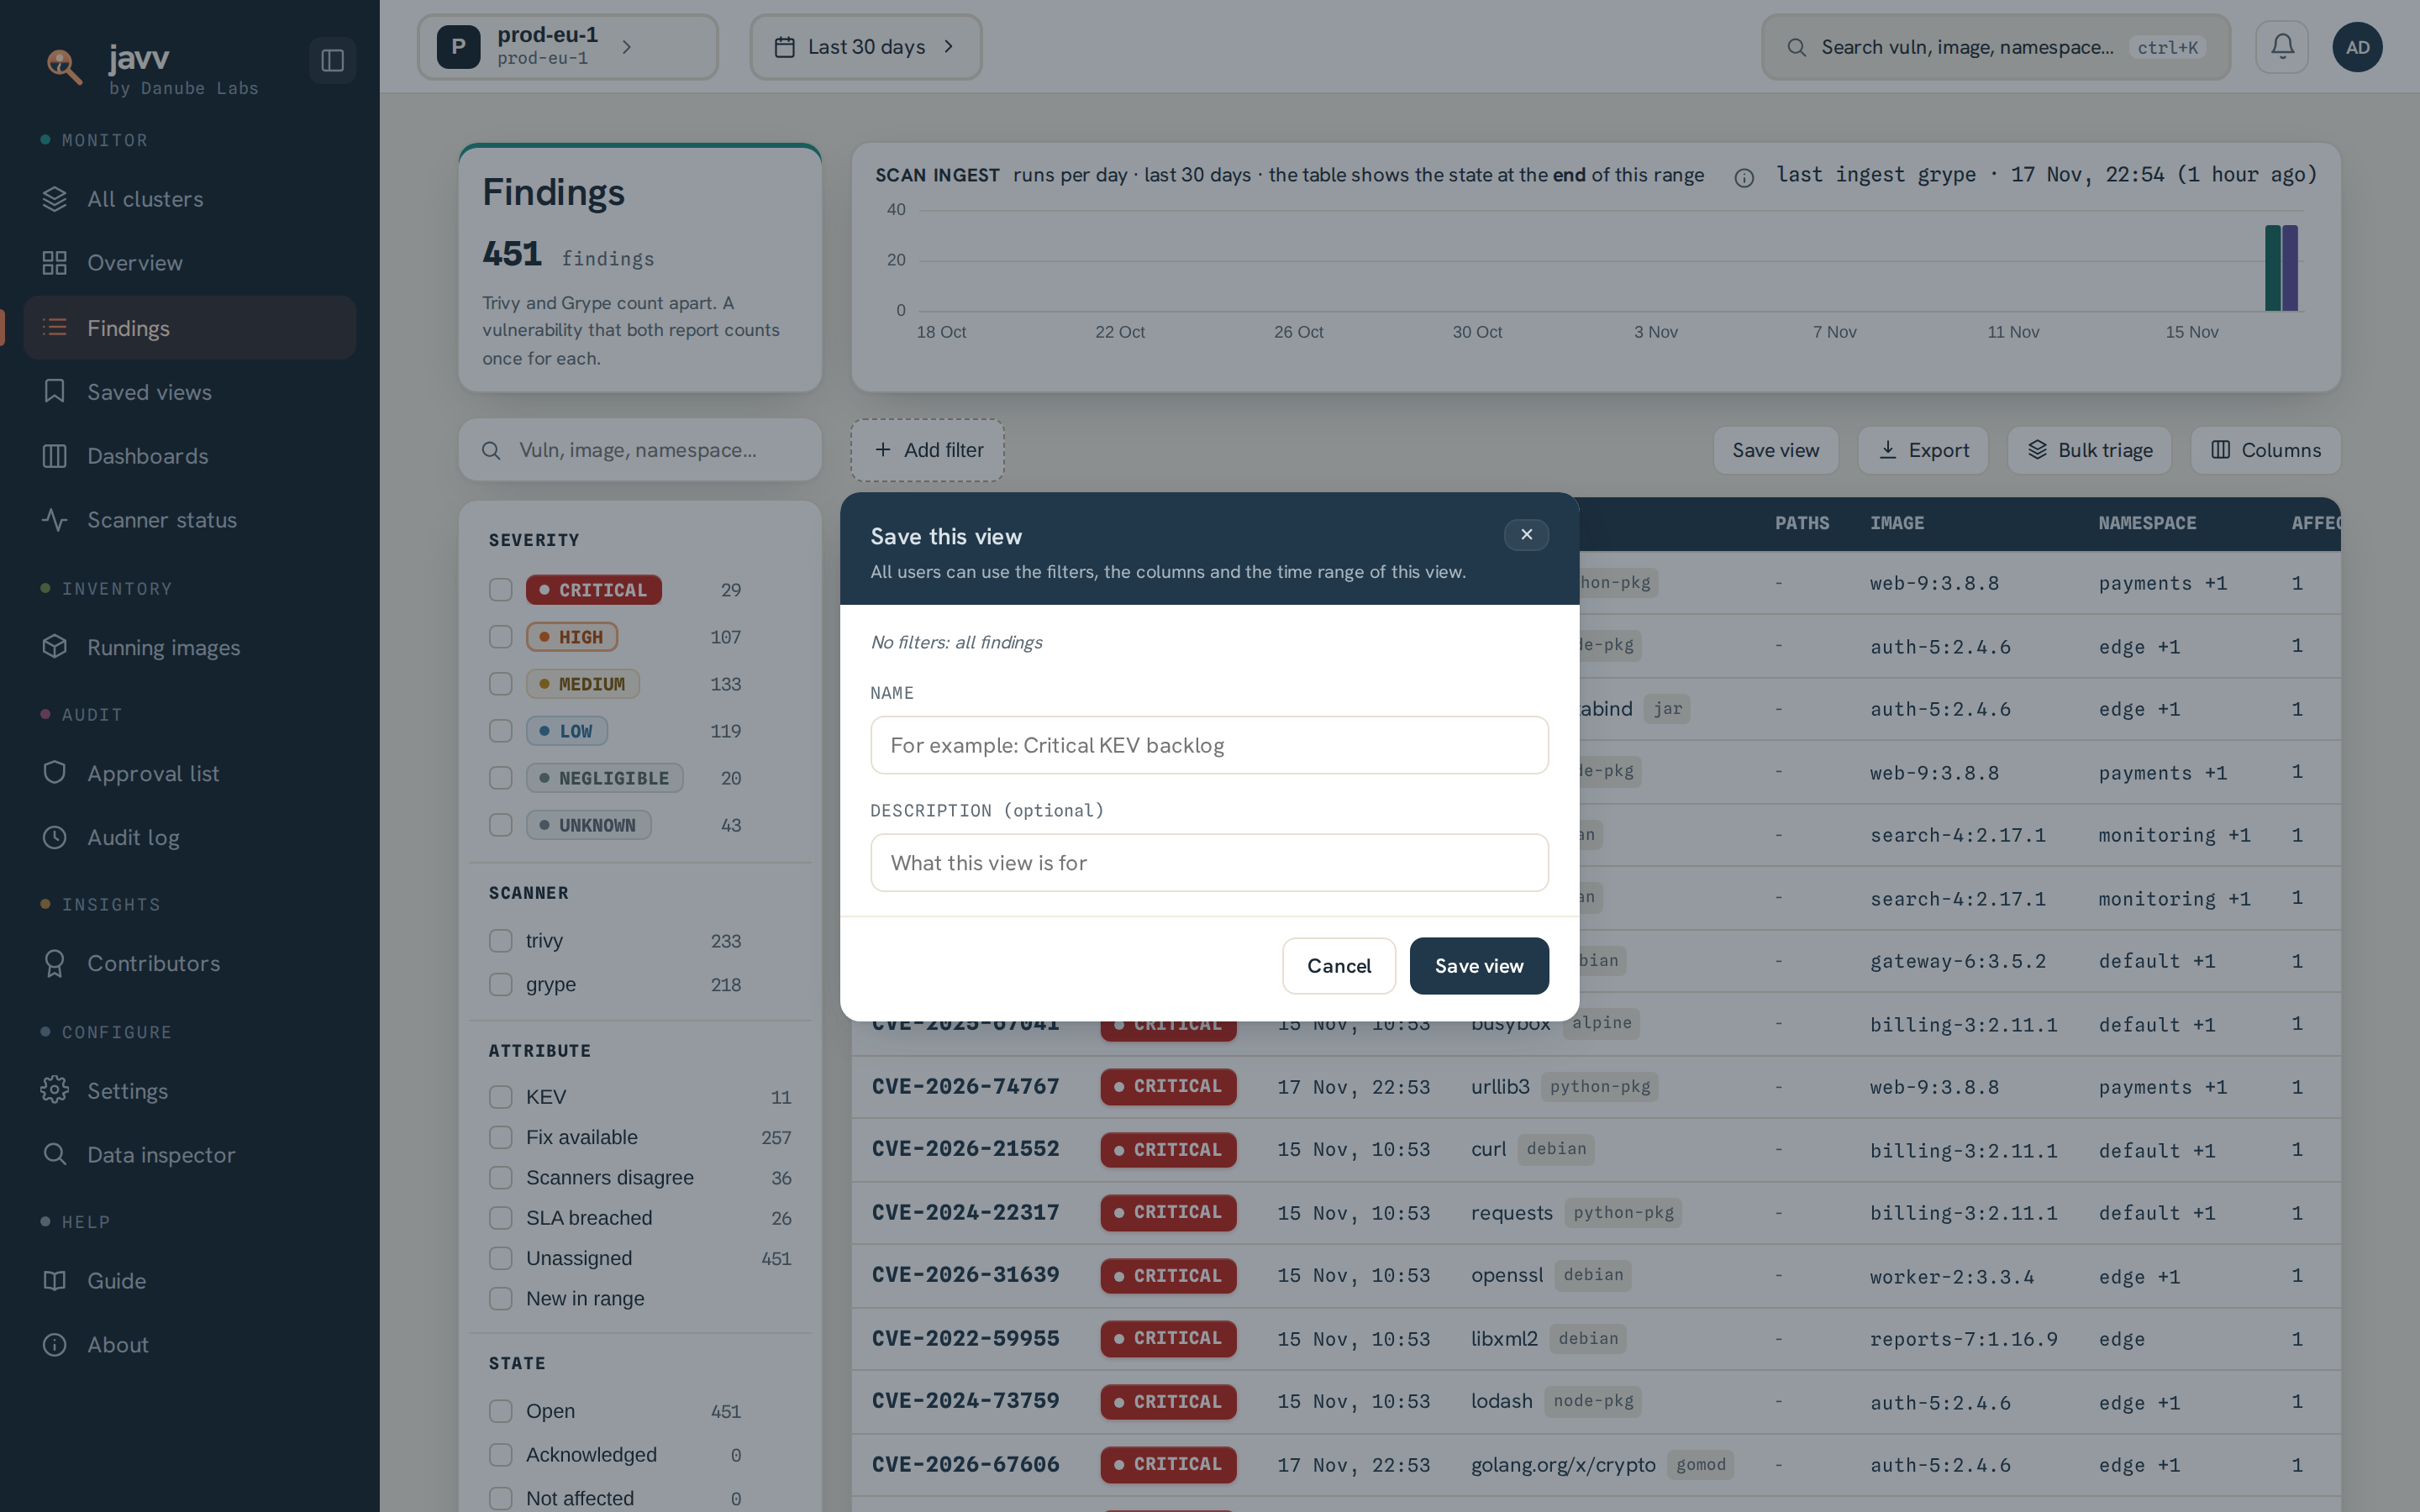 javv
by Danube Labs
MONITOR
All clusters
Overview
Findings
Saved views
Dashboards
Scanner status
INVENTORY
Running images
AUDIT
Approval list
Audit log
INSIGHTS
Contributors
CONFIGURE
Settings
Data inspector
HELP
Guide
About
P
prod-eu-1
prod-eu-1
Last 30 days
Search vuln, image, namespace... ctrl+K
AD
Findings
451 findings
Trivy and Grype count apart. A
vulnerability that both report counts
once for each.
SCAN INGEST runs per day · last 30 days · the table shows the state at the end of this range
last ingest grype · 17 Nov, 22:54 (1 hour ago)
40
20
0
18 Oct 22 Oct 26 Oct 30 Oct 3 Nov 7 Nov 11 Nov 15 Nov
Vuln, image, namespace...
Add filter
Save view Export Bulk triage Columns
SEVERITY
CRITICAL 29
HIGH 107
MEDIUM 133
LOW 119
NEGLIGIBLE 20
UNKNOWN 43
SCANNER
trivy 233
grype 218
ATTRIBUTE
KEV 11
Fix available 257
Scanners disagree 36
SLA breached 26
Unassigned 451
New in range
STATE
Open 451
Acknowledged 0
Not affected 0
Save this view
All users can use the filters, the columns and the time range of this view.
No filters: all findings
NAME
For example: Critical KEV backlog
DESCRIPTION (optional)
What this view is for
Cancel Save view
PATHS IMAGE NAMESPACE AFFEC
hon-pkg - web-9:3.8.8 payments +1 1
de-pkg - auth-5:2.4.6 edge +1 1
abind jar - auth-5:2.4.6 edge +1 1
de-pkg - web-9:3.8.8 payments +1 1
an - search-4:2.17.1 monitoring +1 1
an - search-4:2.17.1 monitoring +1 1
bian - gateway-6:3.5.2 default +1 1
CVE-2025-67041 CRITICAL 15 Nov, 10:53 busybox alpine - billing-3:2.11.1 default +1 1
CVE-2026-74767 CRITICAL 17 Nov, 22:53 urllib3 python-pkg - web-9:3.8.8 payments +1 1
CVE-2026-21552 CRITICAL 15 Nov, 10:53 curl debian - billing-3:2.11.1 default +1 1
CVE-2024-22317 CRITICAL 15 Nov, 10:53 requests python-pkg - billing-3:2.11.1 default +1 1
CVE-2026-31639 CRITICAL 15 Nov, 10:53 openssl debian - worker-2:3.3.4 edge +1 1
CVE-2022-59955 CRITICAL 15 Nov, 10:53 libxml2 debian - reports-7:1.16.9 edge 1
CVE-2024-73759 CRITICAL 15 Nov, 10:53 lodash node-pkg - auth-5:2.4.6 edge +1 1
CVE-2026-67606 CRITICAL 17 Nov, 22:53 golang.org/x/crypto gomod - auth-5:2.4.6 edge +1 1